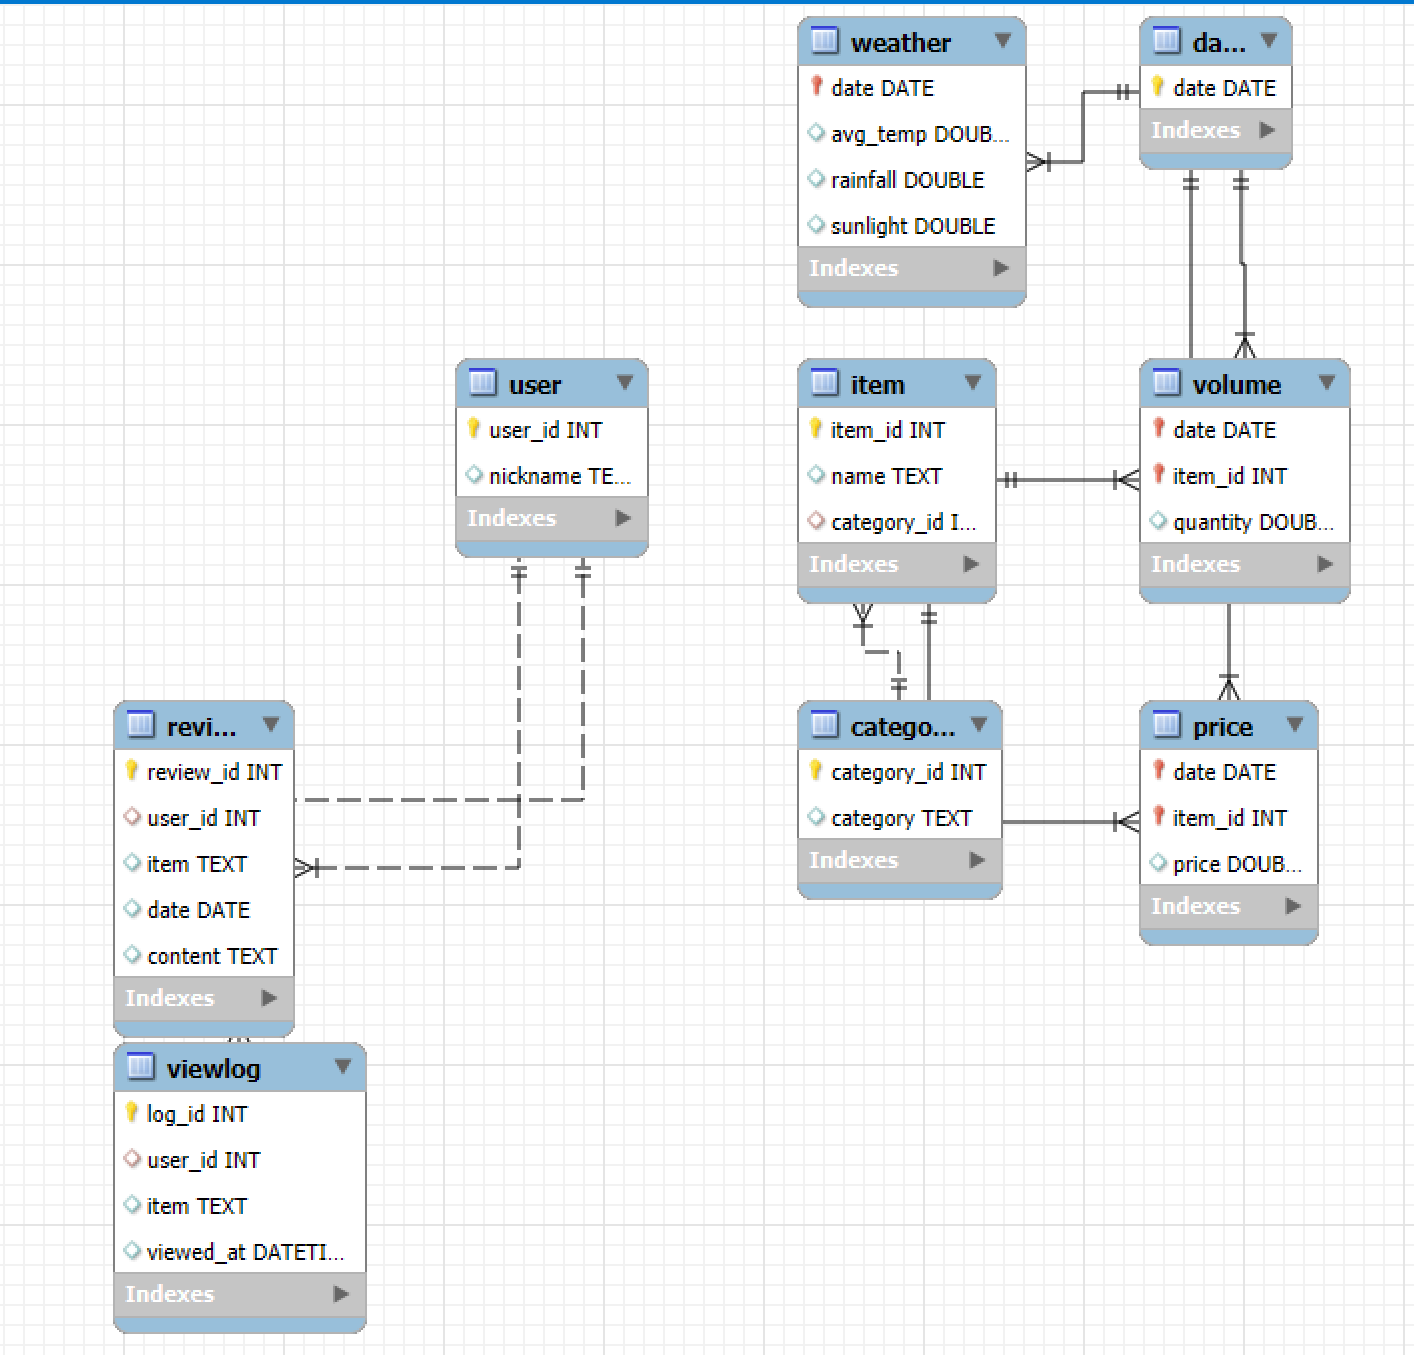 weather
date DATE
avg_temp DOUB...
rainfall DOUBLE
sunlight DOUBLE
Indexes
da...
date DATE
Indexes
user
user_id INT
nickname TE...
Indexes
item
item_id INT
name TEXT
category_id I...
Indexes
volume
date DATE
item_id INT
quantity DOUB...
Indexes
revi...
review_id INT
user_id INT
item TEXT
date DATE
content TEXT
Indexes
catego...
category_id INT
category TEXT
Indexes
price
date DATE
item_id INT
price DOUB...
Indexes
viewlog
log_id INT
user_id INT
item TEXT
viewed_at DATETI...
Indexes